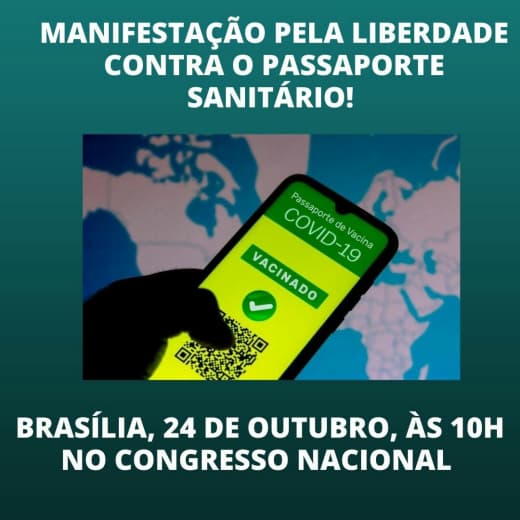 MANIFESTAÇÃO PELA LIBERDADE
CONTRA O PASSAPORTE
SANITÁRIO!
Passaporte de Vacina
COVID-19
VACINADO
BRASÍLIA, 24 DE OUTUBRO, ÀS 10H
NO CONGRESSO NACIONAL